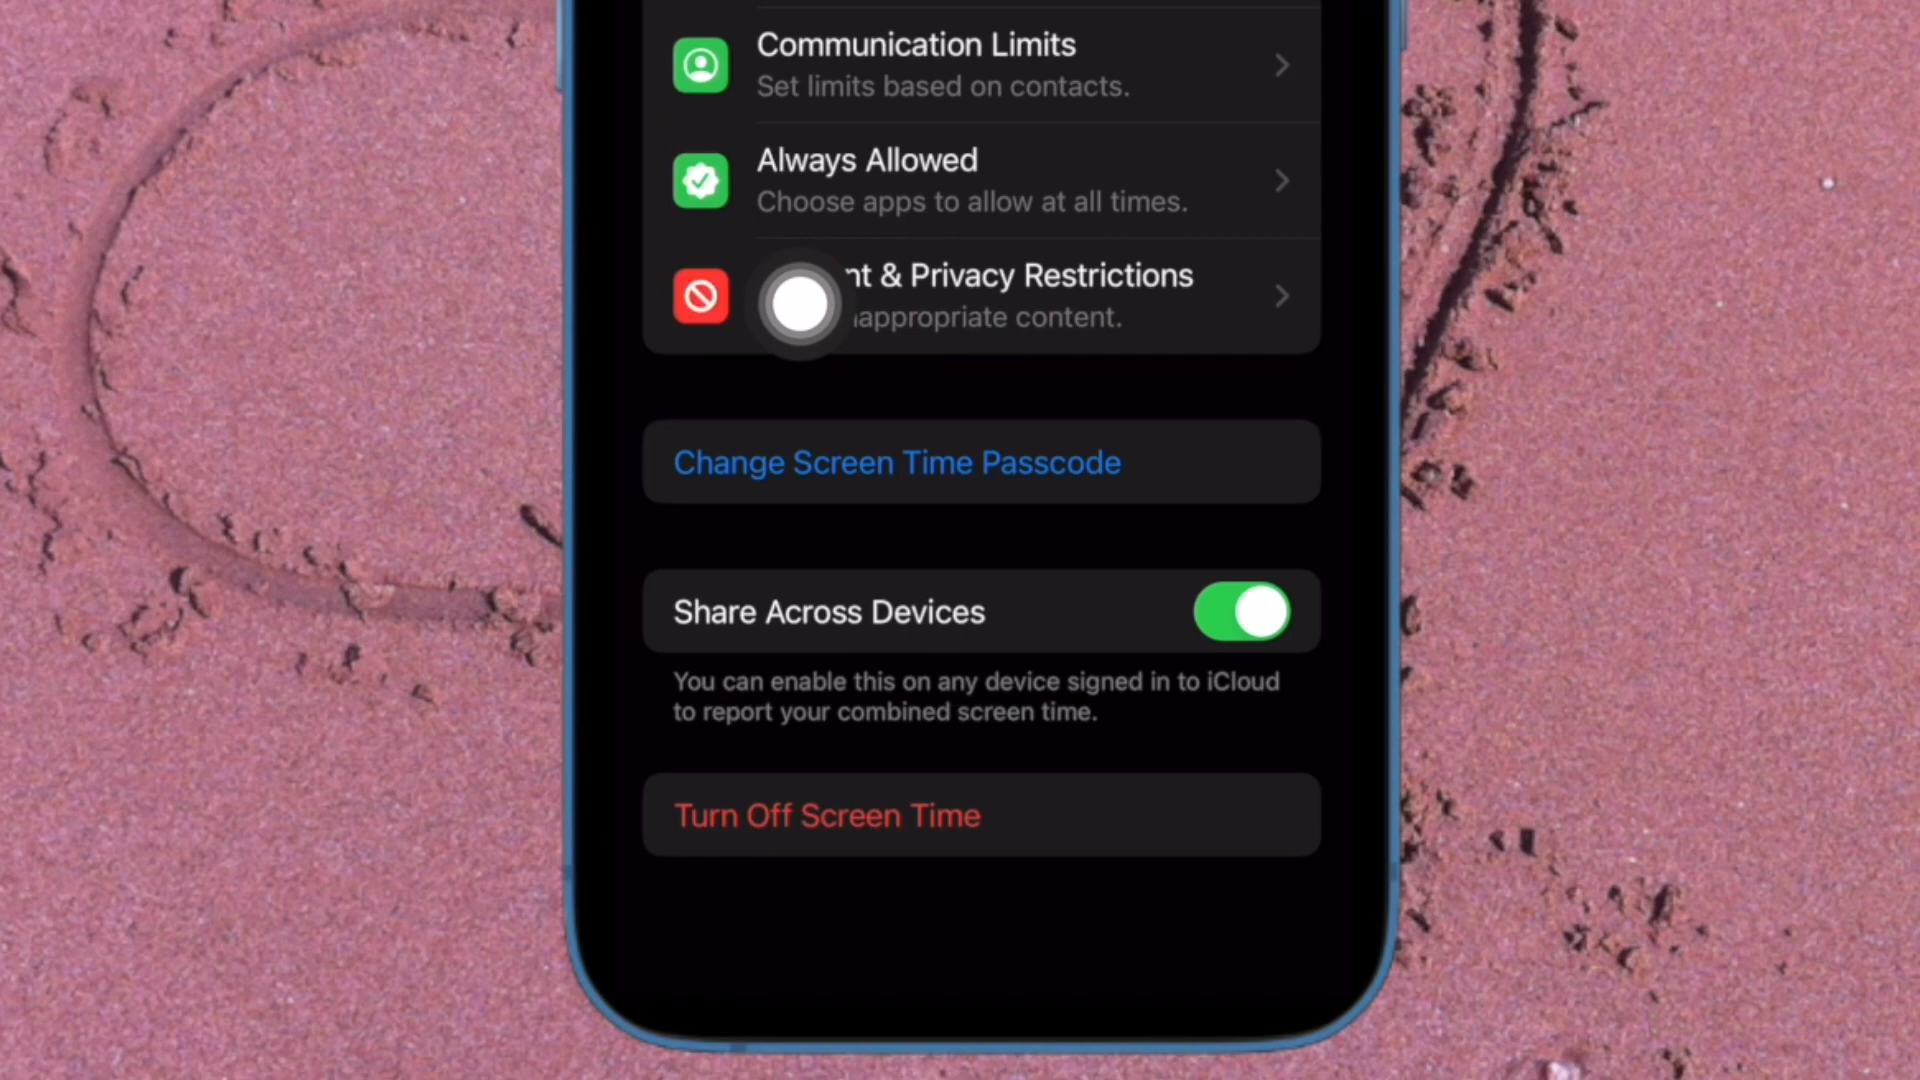 Communication Limits
Set limits based on contacts.
Always Allowed
Choose apps to allow at all times.
& Privacy Restrictions
content.
Change Screen Time Passcode
Share Across Devices
You can enable this on any device signed in to iCloud
to report your combined screen time.
Turn Off Screen Time